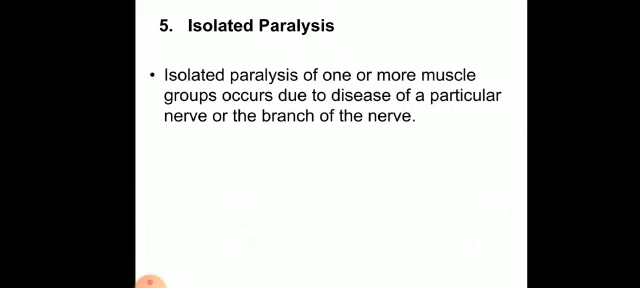 5. Isolated Paralysis
• Isolated paralysis of one or more muscle
groups occurs due to disease of a particular
nerve or the branch of the nerve.